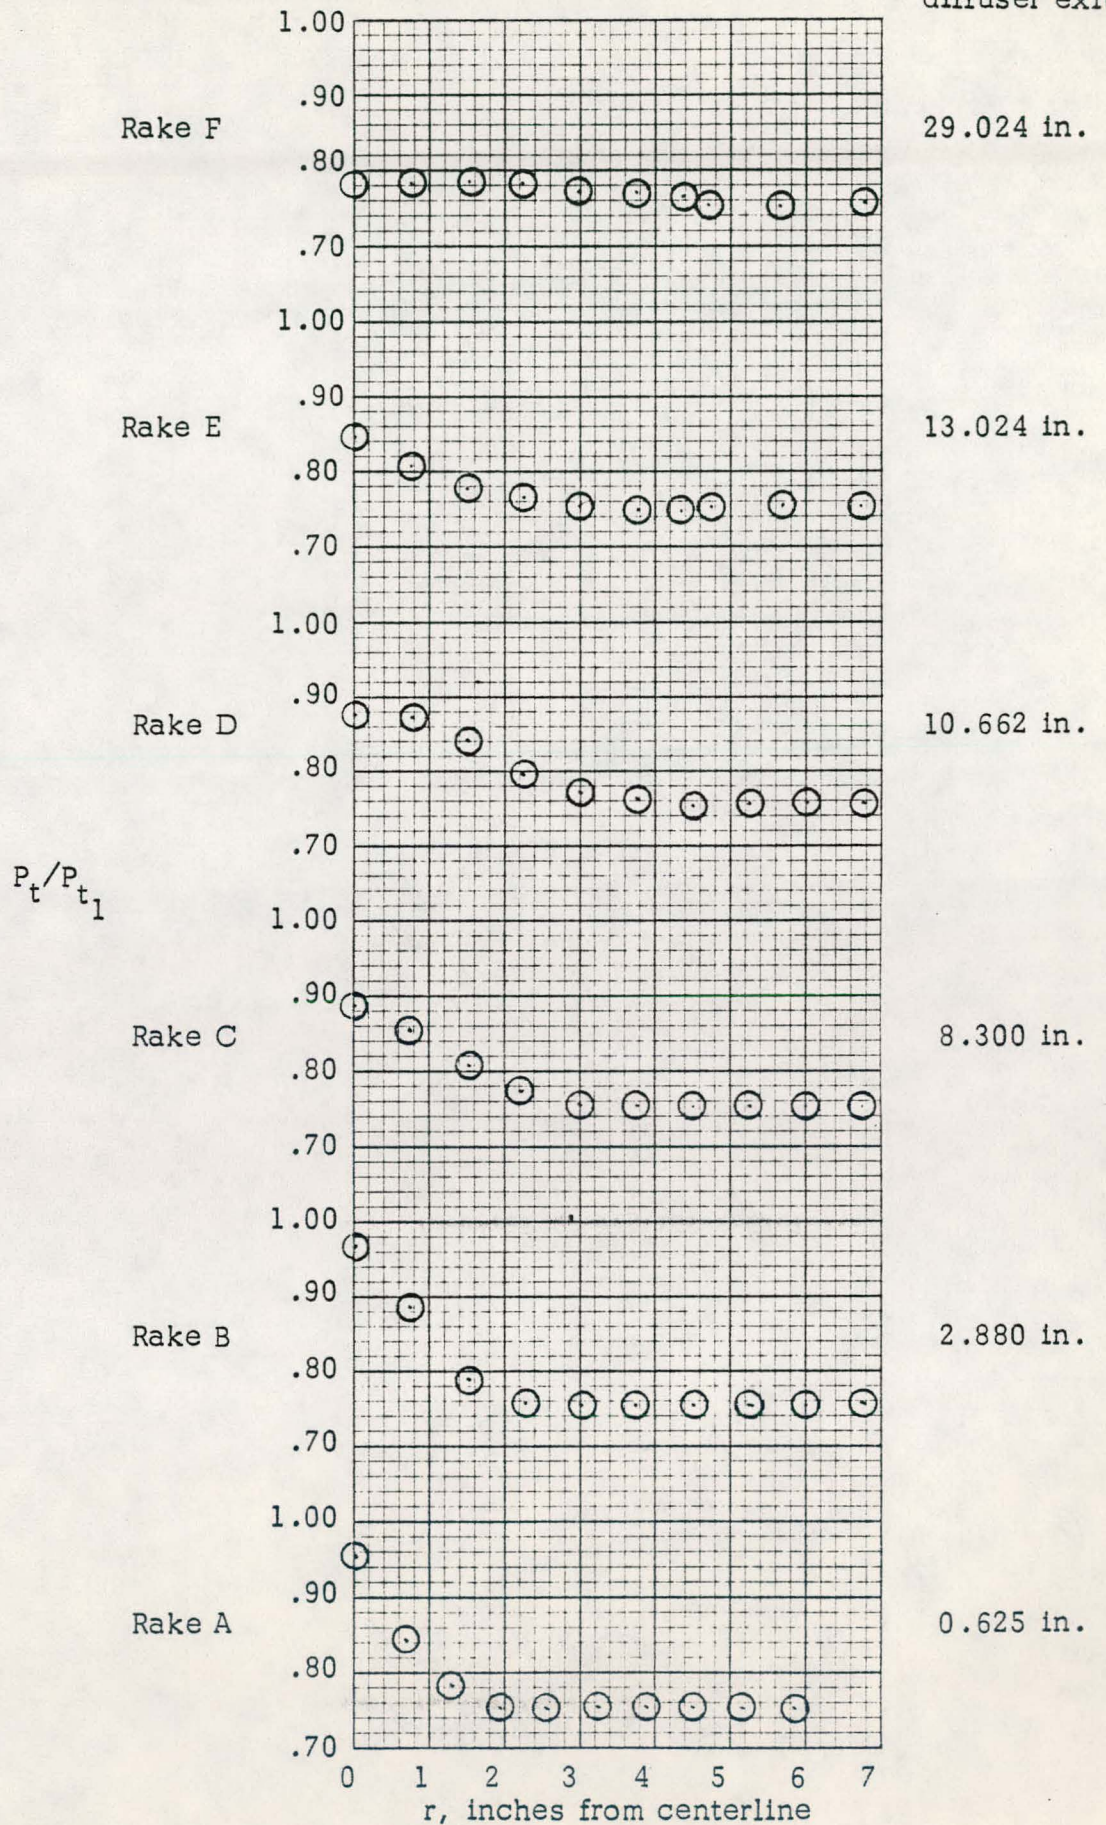 1.00
.90
Rake F
29.024 in.
.80
.70
1.00
.90
Rake E
13.024 in.
.80
.70
1.00
.90
Rake D
10.662 in.
.80
.70
P_t/P_t_1
1.00
.90
Rake C
8.300 in.
.80
.70
1.00
.90
Rake B
2.880 in.
.80
.70
1.00
.90
Rake A
0.625 in.
.80
.70
0 1 2 3 4 5 6 7
r, inches from centerline